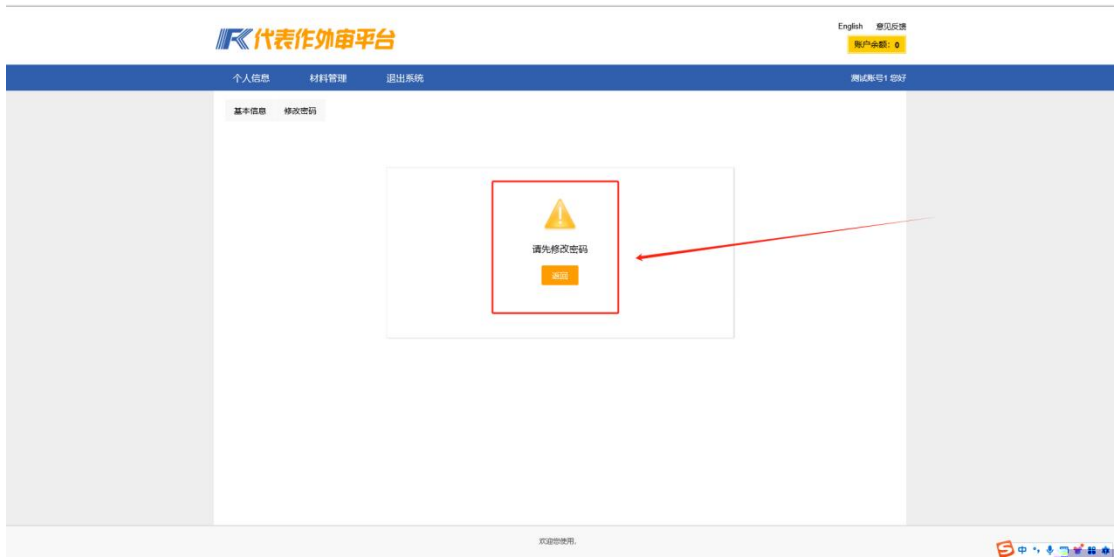 代表作外审平台
English 意见反馈
账户余额：0
个人信息 材料管理 退出系统 测试账号1 您好
基本信息 修改密码
请先修改密码
返回
欢迎您使用。
中